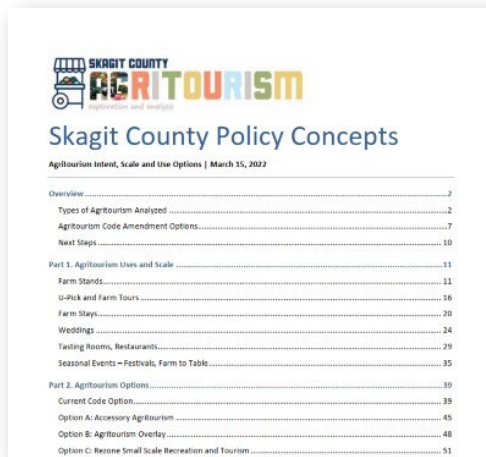 SKAGIT COUNTY
AGRITOURISM
exploration and analysis
Skagit County Policy Concepts
Agritourism Intent, Scale and Use Options | March 15, 2022
Overview 2
Types of Agritourism Analyzed 2
Agritourism Code Amendment Options 7
Next Steps 10
Part 1. Agritourism Uses and Scale 11
Farm Stands 11
U-Pick and Farm Tours 16
Farm Stays 20
Weddings 24
Tasting Rooms, Restaurants 29
Seasonal Events – Festivals, Farm to Table 35
Part 2. Agritourism Options 39
Current Code Option 39
Option A: Accessory Agritourism 45
Option B: Agritourism Overlay 48
Option C: Rezone Small Scale Recreation and Tourism 51